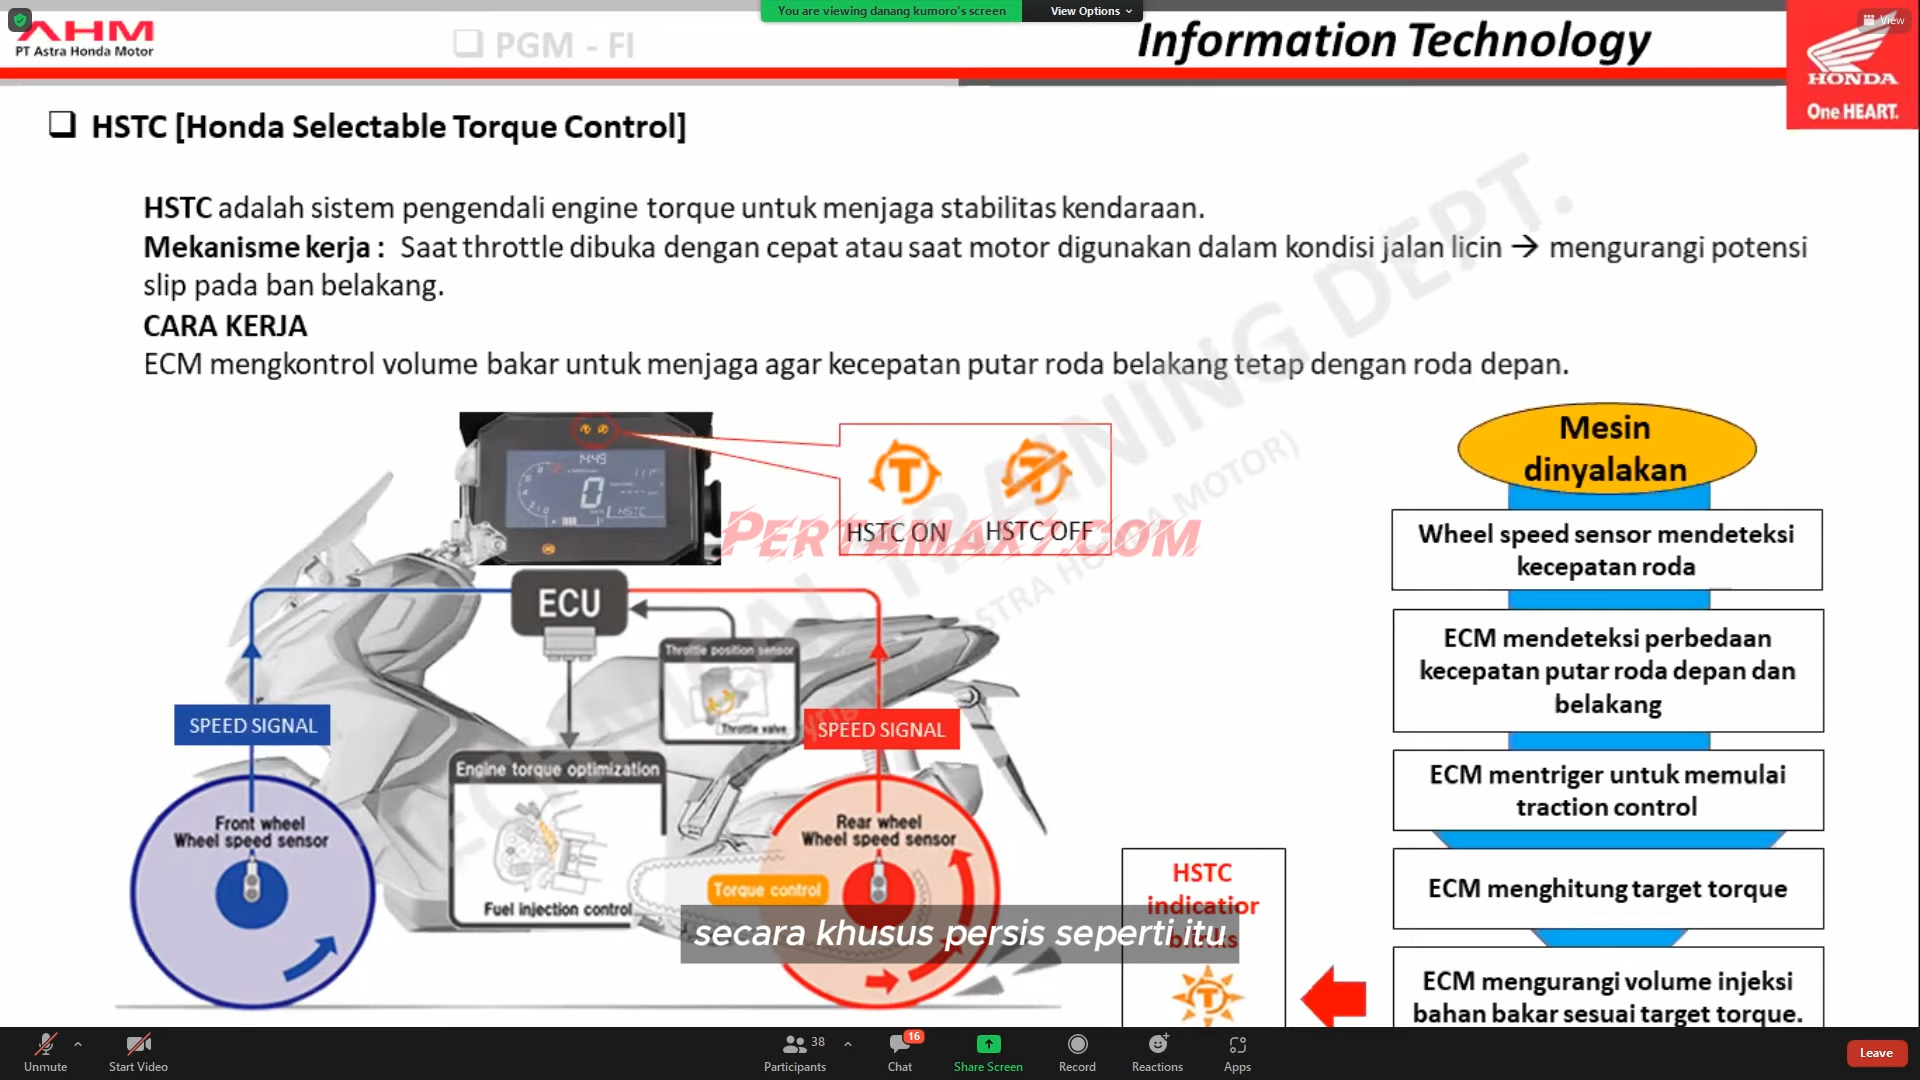 You are viewing danang kumoro's screen
View Options
View
AHM
PT Astra Honda Motor
PGM - FI
Information Technology
HONDA
One HEART.
HSTC [Honda Selectable Torque Control]
HSTC adalah sistem pengendali engine torque untuk menjaga stabilitas kendaraan.
Mekanisme kerja : Saat throttle dibuka dengan cepat atau saat motor digunakan dalam kondisi jalan licin → mengurangi potensi
slip pada ban belakang.
CARA KERJA
ECM mengkontrol volume bakar untuk menjaga agar kecepatan putar roda belakang tetap dengan roda depan.
14:49
0
HSTC
HSTC ON
HSTC OFF
PERTAMAX7.COM
TRAINING DEPT.
ECU
Throttle position sensor
Throttle valve
SPEED SIGNAL
SPEED SIGNAL
Engine torque optimization
Fuel injection control
Front wheel
Wheel speed sensor
Rear wheel
Wheel speed sensor
Torque control
Mesin
dinyalakan
Wheel speed sensor mendeteksi
kecepatan roda
ECM mendeteksi perbedaan
kecepatan putar roda depan dan
belakang
ECM mentriger untuk memulai
traction control
ECM menghitung target torque
ECM mengurangi volume injeksi
bahan bakar sesuai target torque.
HSTC
indicatior
secara khusus persis seperti itu
Unmute
Start Video
38
Participants
16
Chat
Share Screen
Record
Reactions
Apps
Leave